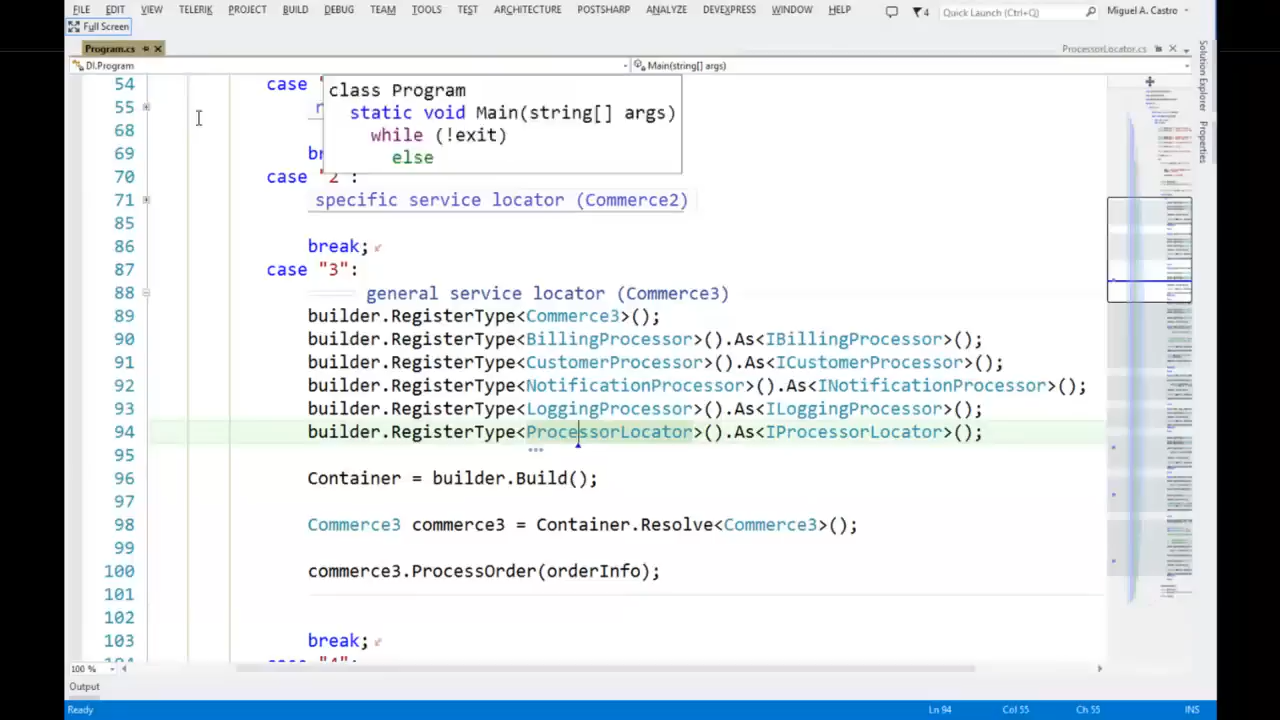 FILE EDIT VIEW TELERIK PROJECT BUILD DEBUG TEAM TOOLS TEST ARCHITECTURE POSTSHARP ANALYZE DEVEXPRESS WINDOW HELP 4 Quick Launch (Ctrl+Q) Miguel A. Castro
Full Screen
Program.cs ProcessorLocator.cs
DI.Program Main(string[] args)
Solution Explorer
Properties
54 case "
class Program
static void Main(string[] args)
while (!exit)
else
55
68
69
70 case "2":
71 specific service locator (Commerce2)
85
86 break;
87 case "3":
88 general service locator (Commerce3)
89 builder.RegisterType<Commerce3>();
90 builder.RegisterType<BillingProcessor>().As<IBillingProcessor>();
91 builder.RegisterType<CustomerProcessor>().As<ICustomerProcessor>();
92 builder.RegisterType<NotificationProcessor>().As<INotificationProcessor>();
93 builder.RegisterType<LoggingProcessor>().As<ILoggingProcessor>();
94 builder.RegisterType<ProcessorLocator>().As<IProcessorLocator>();
95
96 Container = builder.Build();
97
98 Commerce3 commerce3 = Container.Resolve<Commerce3>();
99
100 commerce3.ProcessOrder(orderInfo);
101
102
103 break;
104 case "4":
100 %
Output
Ready Ln 94 Col 55 Ch 55 INS